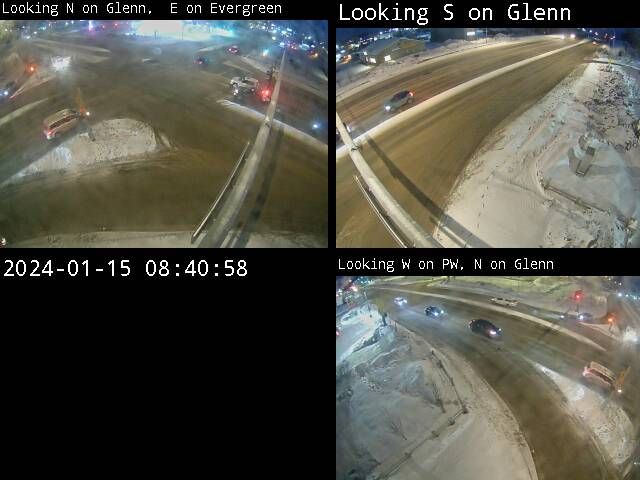 Looking N on Glenn,  E on Evergreen
Looking S on Glenn
2024-01-15 08:40:58
Looking W on PW, N on Glenn